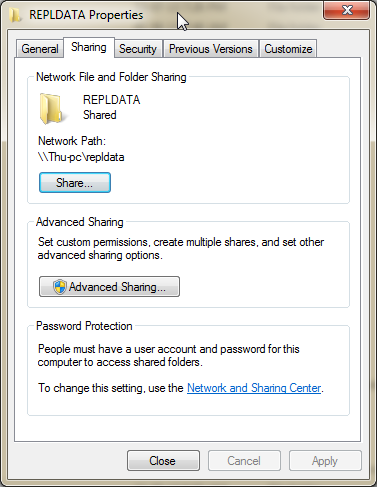 REPLDATA Properties
General Sharing Security Previous Versions Customize
Network File and Folder Sharing
REPLDATA
Shared
Network Path:
\\Thu-pc\repldata
Share...
Advanced Sharing
Set custom permissions, create multiple shares, and set other
advanced sharing options.
Advanced Sharing...
Password Protection
People must have a user account and password for this
computer to access shared folders.
To change this setting, use the Network and Sharing Center.
Close Cancel Apply